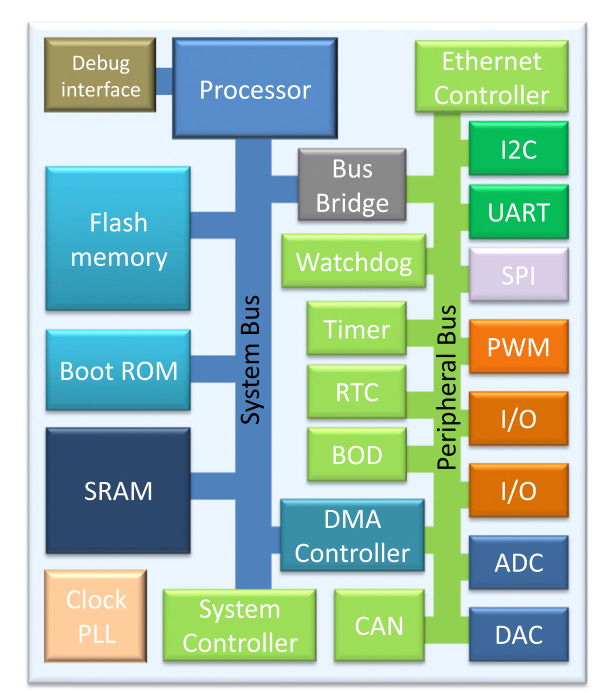 Debug
interface
Processor
Ethernet
Controller
I2C
Bus
Bridge
UART
Flash
memory
Watchdog
SPI
System Bus
Peripheral Bus
Timer
PWM
Boot ROM
RTC
I/O
BOD
I/O
SRAM
DMA
Controller
ADC
Clock
PLL
System
Controller
CAN
DAC